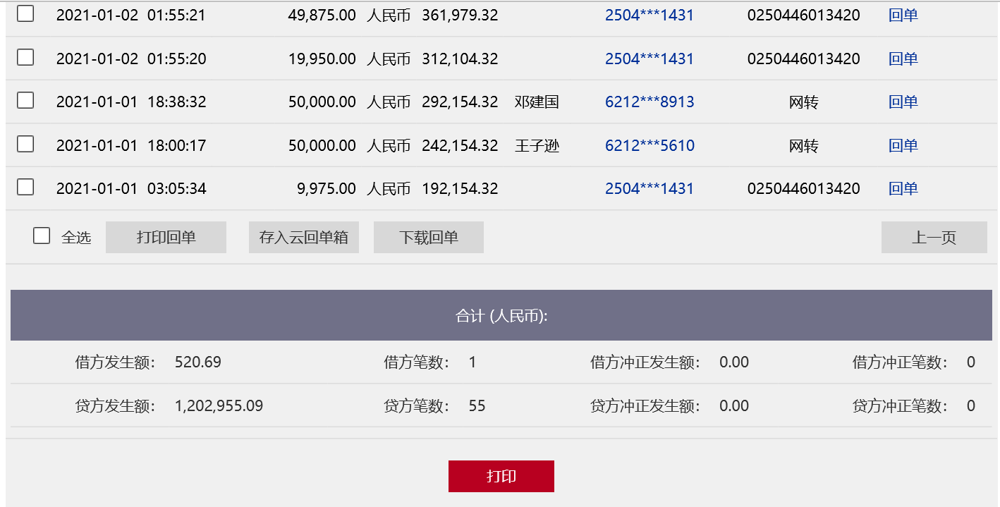 2021-01-02 01:55:21 49,875.00 人民币 361,979.32 2504***1431 0250446013420 回单
2021-01-02 01:55:20 19,950.00 人民币 312,104.32 2504***1431 0250446013420 回单
2021-01-01 18:38:32 50,000.00 人民币 292,154.32 邓建国 6212***8913 网转 回单
2021-01-01 18:00:17 50,000.00 人民币 242,154.32 王子逊 6212***5610 网转 回单
2021-01-01 03:05:34 9,975.00 人民币 192,154.32 2504***1431 0250446013420 回单
全选 打印回单 存入云回单箱 下载回单 上一页
合计 (人民币):
借方发生额： 520.69 借方笔数： 1 借方冲正发生额： 0.00 借方冲正笔数： 0
贷方发生额： 1,202,955.09 贷方笔数： 55 贷方冲正发生额： 0.00 贷方冲正笔数： 0
打印